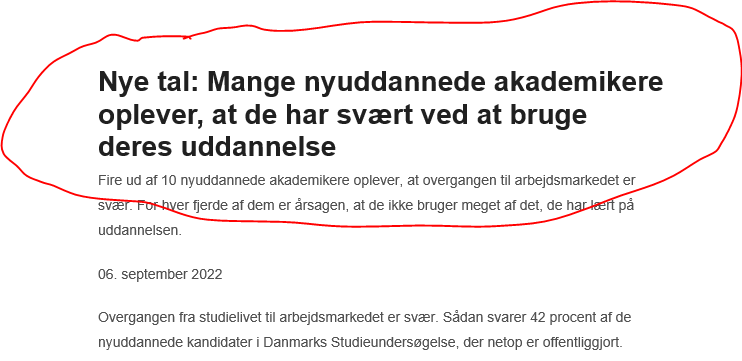 Nye tal: Mange nyuddannede akademikere
oplever, at de har svært ved at bruge
deres uddannelse
Fire ud af 10 nyuddannede akademikere oplever, at overgangen til arbejdsmarkedet er
svær. For hver fjerde af dem er årsagen, at de ikke bruger meget af det, de har lært på
uddannelsen.
06. september 2022
Overgangen fra studielivet til arbejdsmarkedet er svær. Sådan svarer 42 procent af de
nyuddannede kandidater i Danmarks Studieundersøgelse, der netop er offentliggjort.